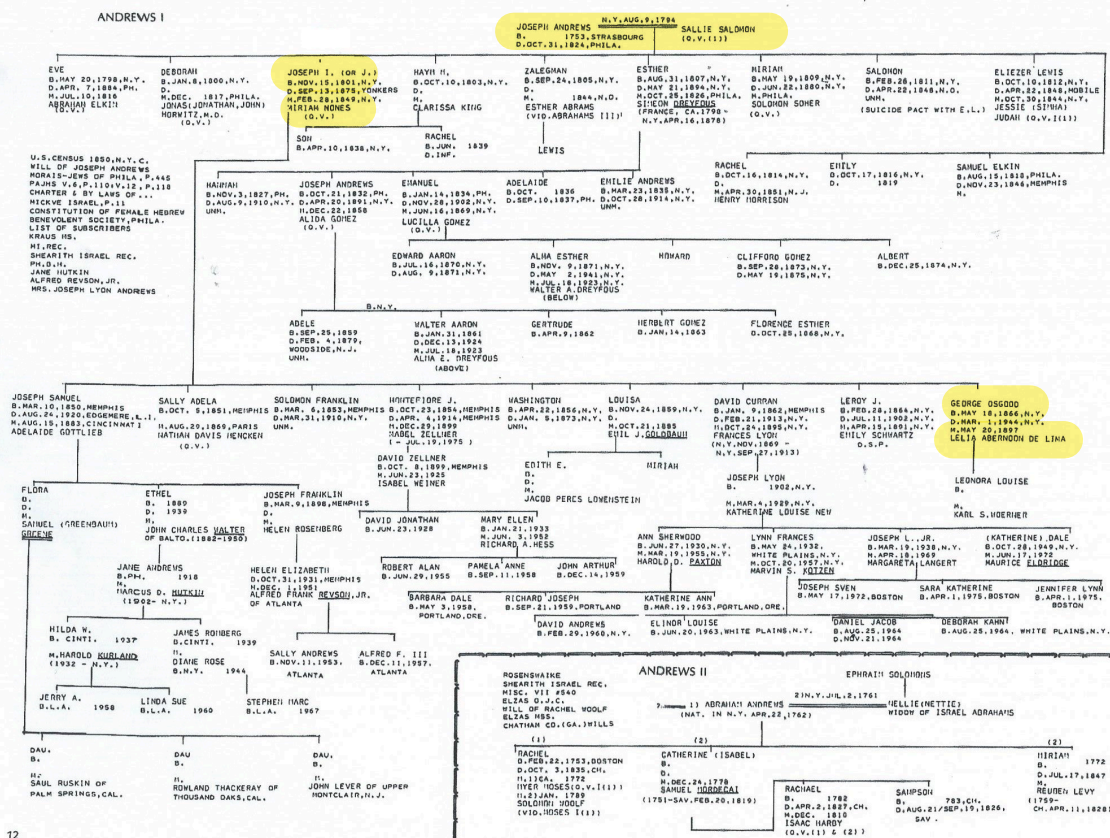 ANDREWS I
N.Y,AUG,9,1794
JOSEPH ANDREWS
B. 1753,STRASBOURG
D.OCT.31,1824,PHILA.
SALLIE SALOMON
(Q.V.(1))
EVE
B.MAY 20,1798,N.Y.
D.APR. 7,1884,PH.
M.JUL.10,1816
ABRAHAM ELKIN
(Q.V.)
DEBORAH
B.JAN.8,1800,N.Y.
D.
M.DEC. 1817,PHILA.
JONAS(JONATHAN,JOHN)
HORWITZ,M.D.
(Q.V.)
JOSEPH I. (OR J.)
B.NOV.15,1801,N.Y.
D.SEP.13,1875,YONKERS
M.FEB.28,1849,N.Y.
MIRIAM NONES
(Q.V.)
HAYM M.
B.OCT.10,1803,N.Y.
D.
M.
CLARISSA KING
ZALEGMAN
B.SEP.24,1805,N.Y.
D.
M. 1844,N.O.
ESTHER ABRAMS
(VID.ABRAHAMS III)
ESTHER
B.AUG.31,1807,N.Y.
D.MAY 21,1894,N.Y.
M.OCT.25,1826,PHILA.
SIMEON DREYFOUS
(FRANCE, CA.1798-
N.Y.APR.16,1878)
MIRIAM
B.MAY 19,1809,N.Y.
D.JUN.22,1880,N.Y.
M.PHILA.
SOLOMON SOHER
(Q.V.)
SALOMON
B.FEB.28,1811,N.Y.
D.APR.22,1848,N.O.
UNM.
(SUICIDE PACT WITH E.L.)
ELIEZER LEWIS
B.OCT.10,1812,N.Y.
D.APR.22,1848,MOBILE
M.OCT.30,1844,N.Y.
JESSIE (SIMHA)
JUDAH (Q.V.I(1))
SON
B.APR.10,1838,N.Y.
RACHEL
B.JUN. 1839
D.INF.
LEWIS
RACHEL
B.OCT.16,1814,N.Y.
D.
M.APR.30,1851,N.J.
HENRY MORRISON
EMILY
B.OCT.17,1816,N.Y.
D. 1819
SAMUEL ELKIN
B.AUG.15,1818,PHILA.
D.NOV.23,1846,MEMPHIS
M.
U.S.CENSUS 1850,N.Y.C.
WILL OF JOSEPH ANDREWS
MORAIS-JEWS OF PHILA,P.445
PAJHS V.6,P.110;V.12,P.118
CHARTER & BY LAWS OF...
MICKVE ISRAEL,P.11
CONSTITUTION OF FEMALE HEBREW
BENEVOLENT SOCIETY,PHILA.
LIST OF SUBSCRIBERS
KRAUS MS.
MI.REC.
SHEARITH ISRAEL REC.
PH.O.H.
JANE MUTKIN
ALFRED REVSON,JR.
MRS.JOSEPH LYON ANDREWS
HANNAH
B.NOV.3,1827,PH.
D.AUG.9,1910,N.Y.
UNM.
JOSEPH ANDREWS
B.OCT.21,1832,PH.
D.APR.20,1891,N.Y.
M.DEC.22,1858
ALIDA GOMEZ
(Q.V.)
EMANUEL
B.JAN.14,1834,PH.
D.NOV.28,1902,N.Y.
M.JUN.16,1869,N.Y.
LUCILLA GOMEZ
(Q.V.)
ADELAIDE
B.OCT. 1836
D.SEP.10,1837,PH.
EMILIE ANDREWS
B.MAR.23,1835,N.Y.
D.OCT.28,1914,N.Y.
UNM.
EDWARD AARON
B.JUL.16,1870,N.Y.
D.AUG. 9,1871,N.Y.
ALMA ESTHER
B.NOV. 9,1871,N.Y.
D.MAY 2,1941,N.Y.
M.JUL.18,1923,N.Y.
WALTER A.DREYFOUS
(BELOW)
HOWARD
CLIFFORD GOMEZ
B.SEP.28,1873,N.Y.
D.MAY 19,1875,N.Y.
ALBERT
B.DEC.25,1874,N.Y.
B.N.Y.
ADELE
B.SEP.25,1859
D.FEB. 4,1879,
WOODSIDE,N.J.
UNM.
WALTER AARON
B.JAN.31,1861
D.DEC.13,1924
M.JUL.18,1923
ALMA E. DREYFOUS
(ABOVE)
GERTRUDE
B.APR.9,1862
HERBERT GOMEZ
B.JAN.14,1863
FLORENCE ESTHER
D.OCT.25,1868,N.Y.
JOSEPH SAMUEL
B.MAR.10,1850,MEMPHIS
D.AUG.24,1920,EDGEMERE,L.I.
M.AUG.15,1883,CINCINNATI
ADELAIDE GOTTLIEB
SALLY ADELA
B.OCT. 5,1851,MEMPHIS
D.
M.AUG.29,1869,PARIS
NATHAN DAVIS MENCKEN
(Q.V.)
SOLOMON FRANKLIN
B.MAR. 6,1853,MEMPHIS
D.MAR.31,1910,N.Y.
UNM.
MONTEFIORE J.
B.OCT.23,1854,MEMPHIS
D.APR. 4,1914,MEMPHIS
M.DEC.29,1899
MABEL ZELLNER
( - JUL.19,1975 )
WASHINGTON
B.APR.22,1856,N.Y.
D.JAN. 5,1873,N.Y.
UNM.
LOUISA
B.NOV.24,1859,N.Y.
D.
M.OCT.21,1885
EMIL J.GOLDBAUM
DAVID CURRAN
B.JAN. 9,1862,MEMPHIS
D.FEB.21,1913,N.Y.
M.OCT.24,1895,N.Y.
FRANCES LYON
(N.Y,NOV.1869 -
N.Y,SEP.27,1913)
LEROY J.
B.FEB.28,1864,N.Y.
D.JUL.11,1902,N.Y.
M.APR.15,1891,N.Y.
EMILY SCHWARTZ
D.S.P.
GEORGE OSGOOD
B.MAY 18,1866,N.Y.
D.MAR. 1,1944,N.Y.
M.MAY 20,1897
LELIA ABERNOON DE LIMA
DAVID ZELLNER
B.OCT. 8,1899,MEMPHIS
M.JUN.23,1925
ISABEL WEINER
EDITH E.
B.
D.
M.
JACOB PERCS LOWENSTEIN
MIRIAM
JOSEPH LYON
B. 1902,N.Y.
M.MAR.4,1929,N.Y.
KATHERINE LOUISE NEW
LEONORA LOUISE
B.
M.
KARL S.WOERNER
FLORA
B.
D.
M.
SAMUEL (GREENBAUM)
GREENE
ETHEL
B. 1889
D. 1939
M.
JOHN CHARLES WALTER
OF BALTO.(1882-1950)
JOSEPH FRANKLIN
B.MAR.9,1898,MEMPHIS
D.
M.
HELEN ROSENBERG
DAVID JONATHAN
B.JUN.23,1928
MARY ELLEN
B.JAN.21,1933
M.JUN. 3,1952
RICHARD A.HESS
ANN SHERWOOD
B.JUN.27,1930,N.Y.
M.MAR.19,1955,N.Y.
HAROLD D. PAXTON
LYNN FRANCES
B.MAY 24,1932,
WHITE PLAINS,N.Y.
M.OCT.20,1957,N.Y.
MARVIN S. KOTZEN
JOSEPH L.,JR.
B.MAR.19,1938,N.Y.
M.APR.18,1969
MARGARETA LANGERT
(KATHERINE),DALE
B.OCT.28,1949,N.Y.
M.JUN.17,1972
MAURICE ELDRIDGE
JANE ANDREWS
B.PH. 1918
M.
MARCUS D. MUTKIN
(1902- N.Y.)
HELEN ELIZABETH
D.OCT.31,1931,MEMPHIS
M.DEC. 1,1951
ALFRED FRANK REVSON,JR.
OF ATLANTA
ROBERT ALAN
B.JUN.29,1955
PAMELA ANNE
B.SEP.11,1958
JOHN ARTHUR
B.DEC.14,1959
JOSEPH SVEN
B.MAY 17,1972,BOSTON
SARA KATHERINE
B.APR.1,1975,BOSTON
JENNIFER LYNN
B.APR.1,1975,
BOSTON
BARBARA DALE
B.MAY 3,1958,
PORTLAND,ORE.
RICHARD JOSEPH
B.SEP.21,1959,PORTLAND
KATHERINE ANN
B.MAR.19,1963,PORTLAND,ORE.
DAVID ANDREWS
B.FEB.29,1960,N.Y.
ELINOR LOUISE
B.JUN.20,1963,WHITE PLAINS,N.Y.
DANIEL JACOB
B.AUG.25,1964
D.NOV.21,1964
DEBORAH KAHN
B.AUG.25,1964, WHITE PLAINS,N.Y.
HILDA W.
B. CINTI. 1937
M.HAROLD KURLAND
(1932 - N.Y.)
JAMES ROMBERG
B.CINTI. 1939
M.
DIANE ROSE
B.N.Y. 1944
SALLY ANDREWS
B.NOV.11,1953,
ATLANTA
ALFRED F. III
B.DEC.11,1957,
ATLANTA
JERRY A.
B.L.A. 1958
LINDA SUE
B.L.A. 1960
STEPHEN MARC
B.L.A. 1967
DAU.
B.
M.
SAUL RUSKIN OF
PALM SPRINGS,CAL.
DAU
B.
M.
ROWLAND THACKERAY OF
THOUSAND OAKS,CAL.
DAU.
B.
M.
JOHN LEVER OF UPPER
MONTCLAIR,N.J.
ROSENSWAIKE
SHEARITH ISRAEL REC.
MISC. VII #540
ELZAS O.J.C.
WILL OF RACHEL WOOLF
ELZAS MSS.
CHATHAM CO.(GA.)WILLS
ANDREWS II
EPHRAIM SOLOMONS
2)N.Y.JUL.2,1761
?
1) ABRAHAM ANDREWS
(NAT. IN N.Y. APR.22,1762)
NELLIE(NETTIE)
WIDOW OF ISRAEL ABRAHAMS
(1)
RACHEL
D.FEB.22,1753,BOSTON
D.OCT. 3,1835,CH.
M.1)CA. 1772
MYER MOSES(Q.V.I(1))
M.2)JAN. 1789
SOLOMON WOOLF
(VID.MOSES I(1))
(2)
CATHERINE (ISABEL)
B.
D.
M.DEC.24,1778
SAMUEL MORDECAI
(1751-SAV.FEB.20,1819)
RACHAEL
B. 1782
D.APR.2,1827,CH.
M.DEC. 1810
ISAAC HARBY
(Q.V.(1) & (2))
SAMPSON
B. 783,CH.
D.AUG.21/SEP.19,1826,
SAV.
(2)
MIRIAM
B. 1772
D.JUL.17,1847
M.
REUBEN LEVY
(1759-
CH.APR.11,1828)
12